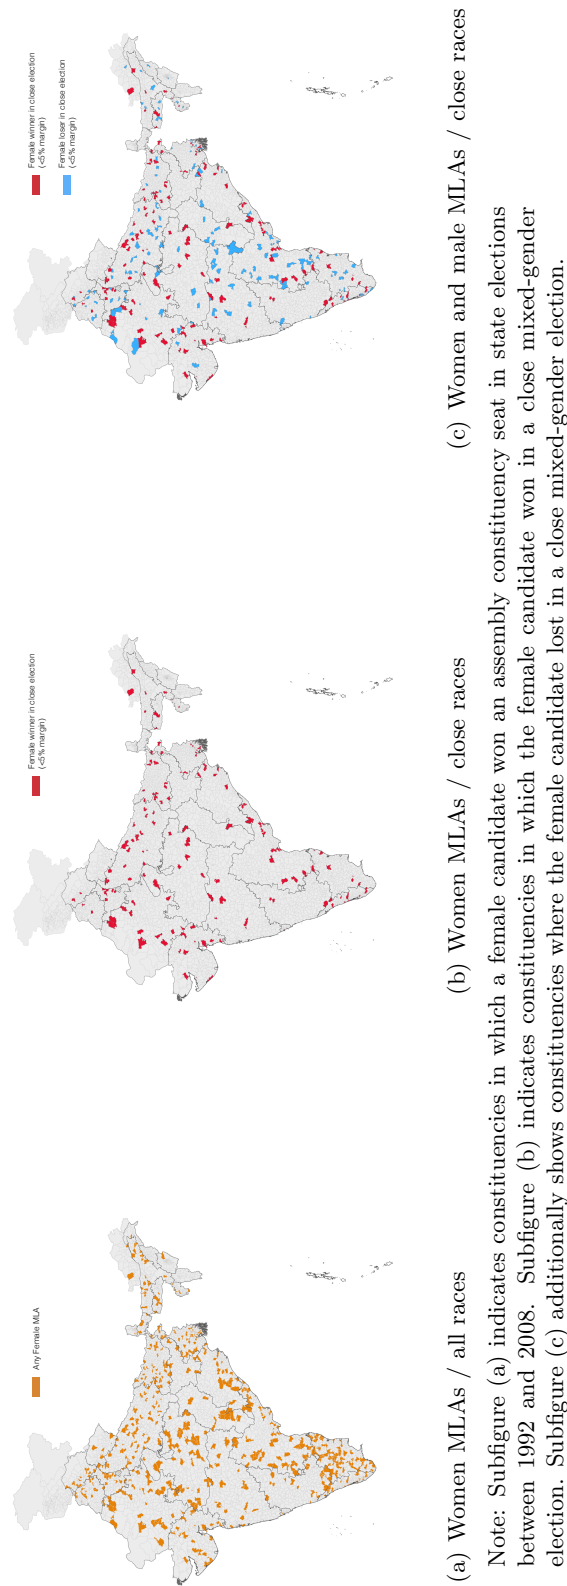 Any Female MLA
(a) Women MLAs / all races
Female winner in close election
(<5% margin)
(b) Women MLAs / close races
Female winner in close election
(<5% margin)
Female loser in close election
(<5% margin)
(c) Women and male MLAs / close races
Note: Subfigure (a) indicates constituencies in which a female candidate won an assembly constituency seat in state elections
between 1992 and 2008. Subfigure (b) indicates constituencies in which the female candidate won in a close mixed-gender
election. Subfigure (c) additionally shows constituencies where the female candidate lost in a close mixed-gender election.